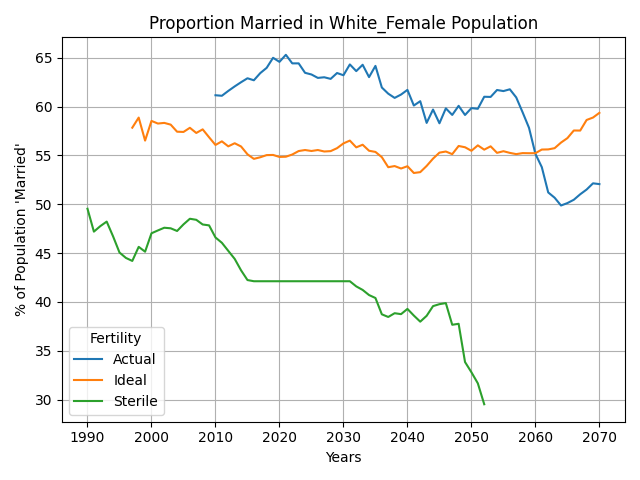 Proportion Married in White_Female Population
% of Population 'Married'
65
60
55
50
45
40
35
30
Fertility
Actual
Ideal
Sterile
1990 2000 2010 2020 2030 2040 2050 2060 2070
Years